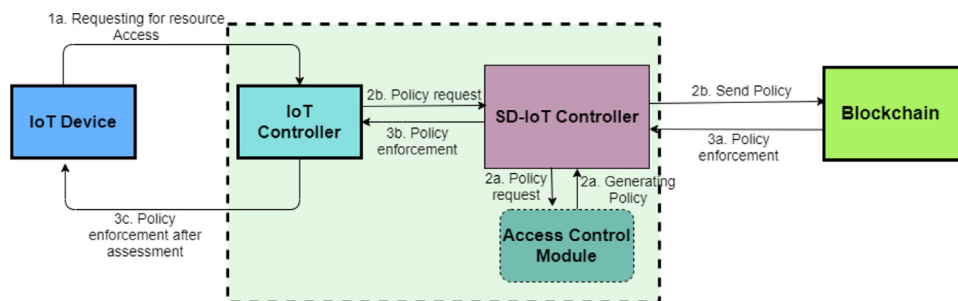 1a. Requesting for resource
Access
IoT Device
IoT
Controller
2b. Policy request
3b. Policy
enforcement
SD-IoT Controller
2b. Send Policy
3a. Policy
enforcement
Blockchain
2a. Policy
request
2a. Generating
Policy
Access Control
Module
3c. Policy
enforcement after
assessment